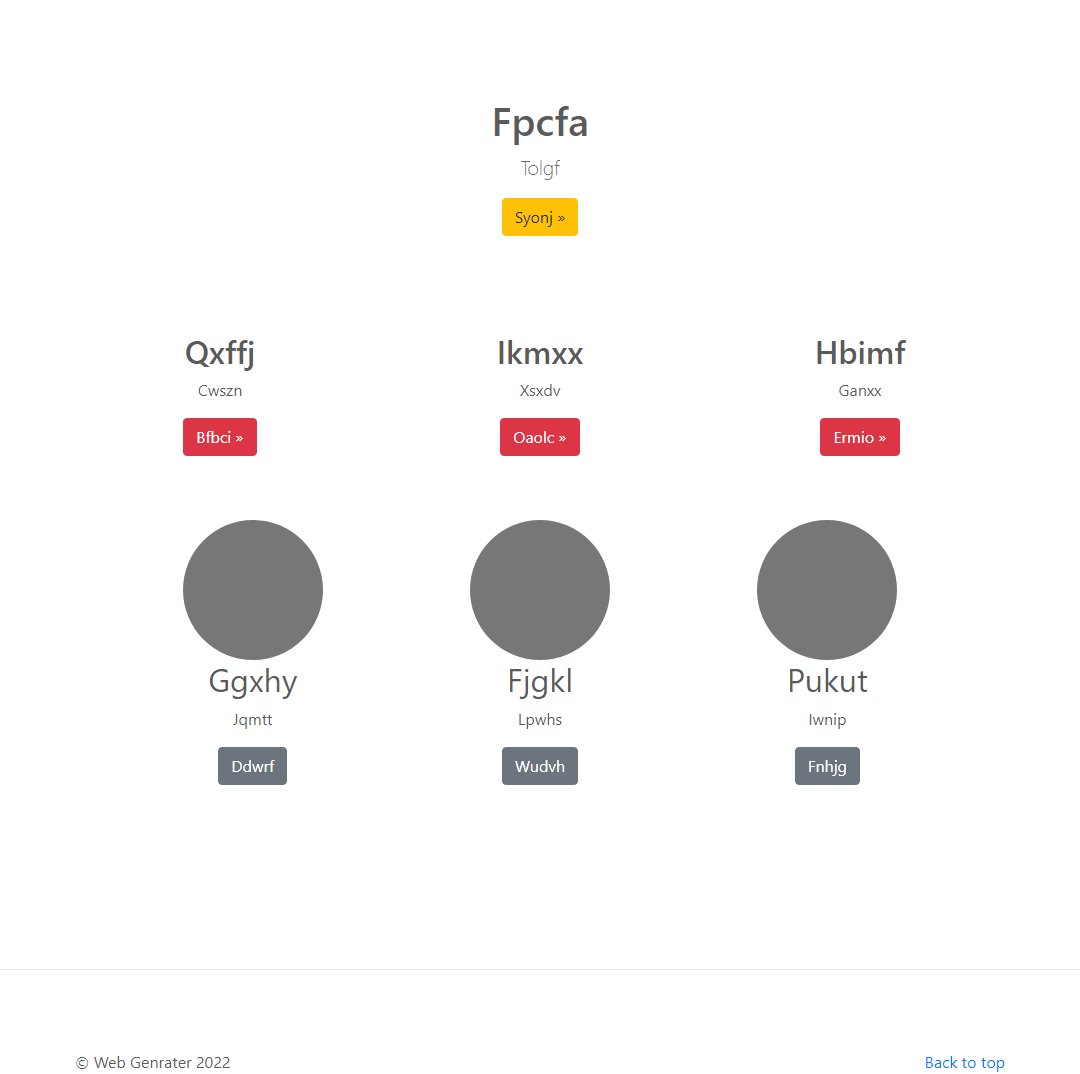 Fpcfa
Tolgf
Syonj »
Qxffj
Ikmxx
Hbimf
Cwszn
Xsxdv
Ganxx
Bfbci »
Oaolc »
Ermio »
Ggxhy
Fjgkl
Pukut
Jqmtt
Lpwhs
Iwnip
Ddwrf
Wudvh
Fnhjg
© Web Genrater 2022
Back to top